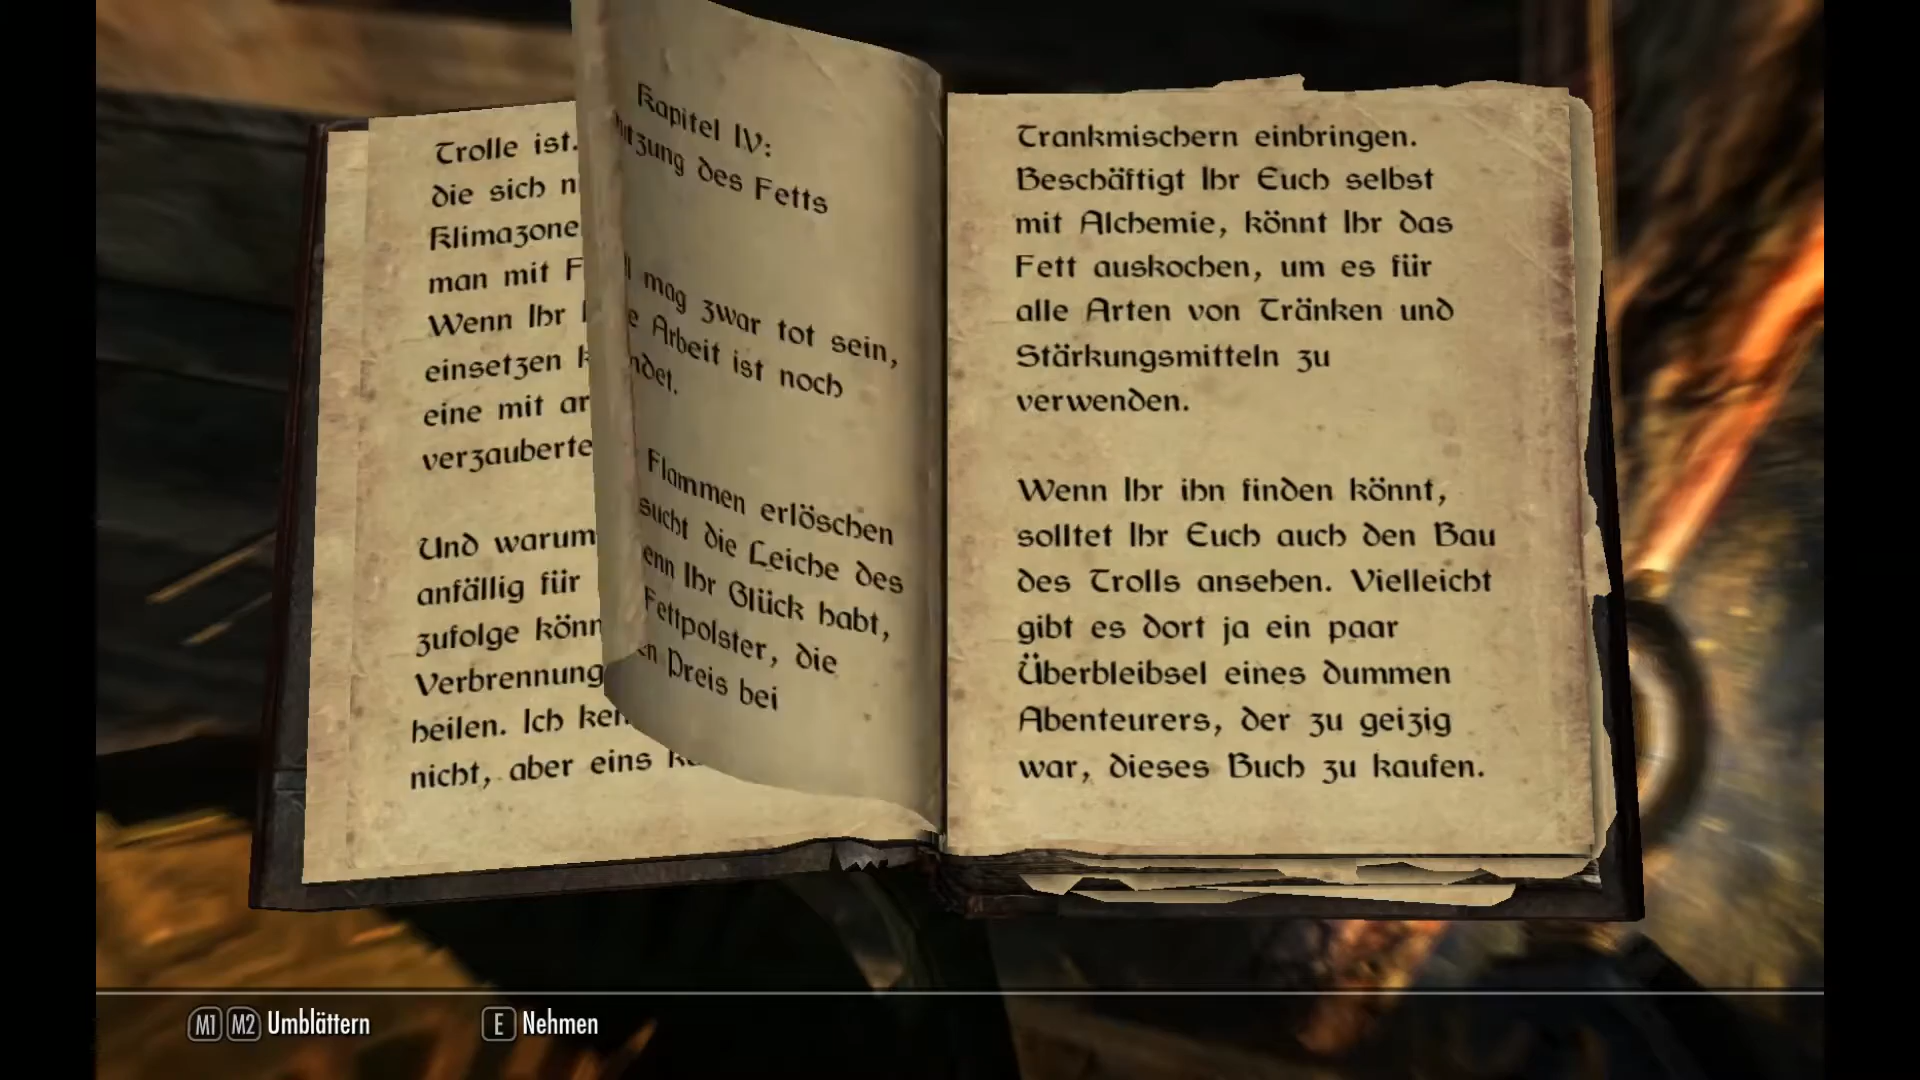 Trolle ist.
die sich
Klimazone
man mit
Wenn Ihr
einsetzen
eine mit
verzauberte
Und warum
anfällig für
zufolge
Verbrennung
heilen. Ich
nicht, aber eins
Kapitel IV:
des Fetts
mag zwar tot sein,
Arbeit ist noch
Flammen erlöschen
sucht die Leiche des
Ihr Glück habt,
Fettpolster, die
Preis bei
Trankmischern einbringen.
Beschäftigt Ihr Euch selbst
mit Alchemie, könnt Ihr das
Fett auskochen, um es für
alle Arten von Tränken und
Stärkungsmitteln zu
verwenden.
Wenn Ihr ihn finden könnt,
solltet Ihr Euch auch den Bau
des Trolls ansehen. Vielleicht
gibt es dort ja ein paar
Überbleibsel eines dummen
Abenteurers, der zu geizig
war, dieses Buch zu kaufen.
M1 M2 Umblättern
E Nehmen